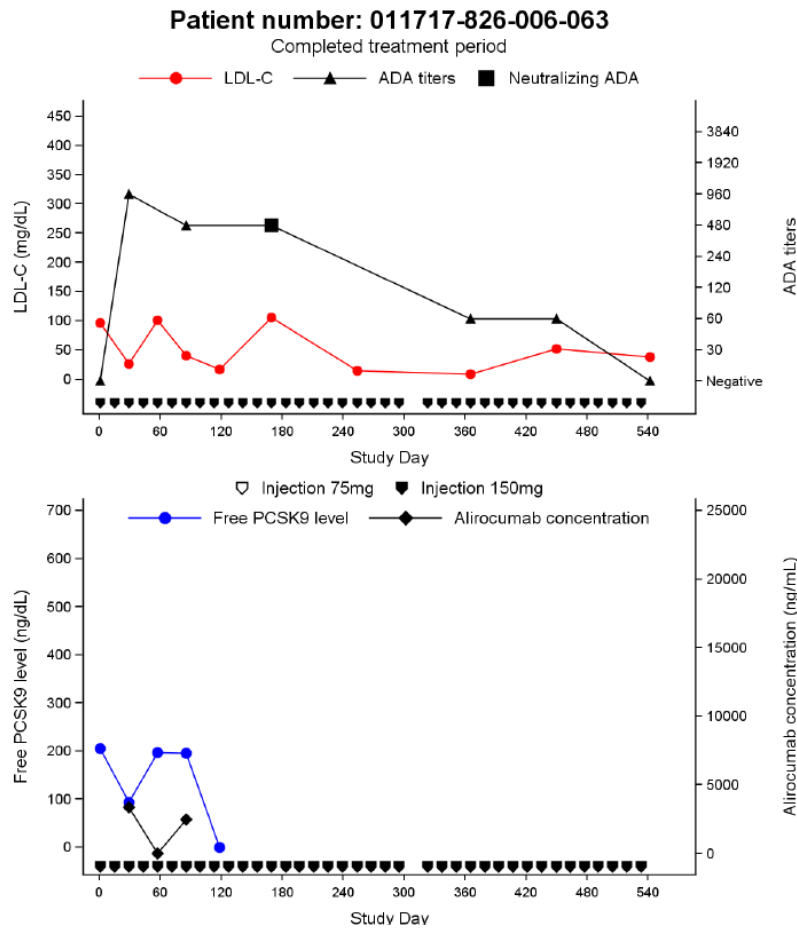 Patient number: 011717-826-006-063
Completed treatment period
LDL-C ADA titers Neutralizing ADA
450
400
350
300
250
200
150
100
50
0
LDL-C (mg/dL)
3840
1920
960
480
240
120
60
30
Negative
ADA titers
0 60 120 180 240 300 360 420 480 540
Study Day
Injection 75mg Injection 150mg
Free PCSK9 level Alirocumab concentration
700
600
500
400
300
200
100
0
Free PCSK9 level (ng/dL)
25000
20000
15000
10000
5000
0
Alirocumab concentration (ng/mL)
0 60 120 180 240 300 360 420 480 540
Study Day